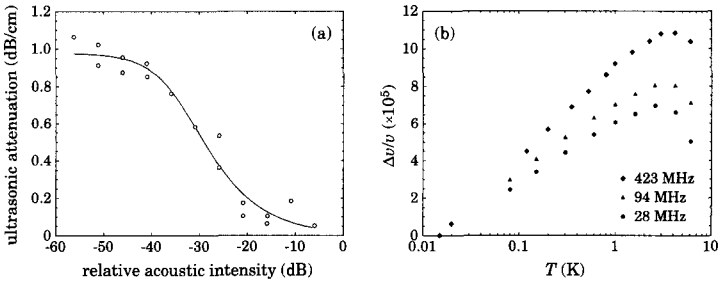 ultrasonic attenuation (dB/cm)
1.2
1.0
0.8
0.6
0.4
0.2
0
-60 -50 -40 -30 -20 -10 0
relative acoustic intensity (dB)
(a)
Δυ/υ (×10⁵)
12
10
8
6
4
2
0
0.01 0.1 1 10
T (K)
(b)
423 MHz
94 MHz
28 MHz